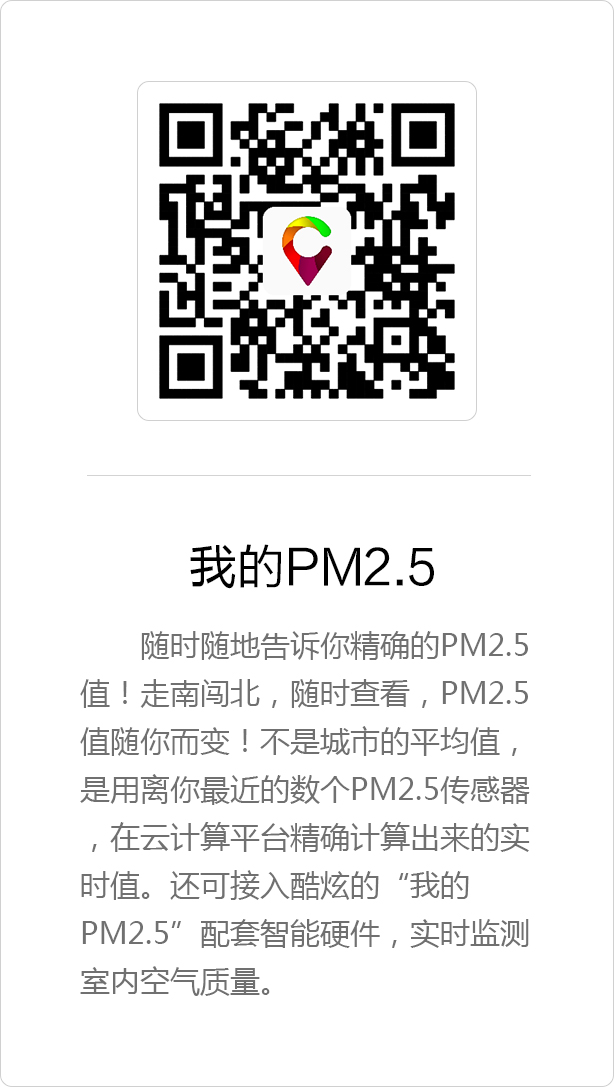 我的PM2.5
随时随地告诉你精确的PM2.5
值！走南闯北，随时查看，PM2.5
值随你而变！不是城市的平均值，
是用离你最近的数个PM2.5传感器
，在云计算平台精确计算出来的实
时值。还可接入酷炫的“我的
PM2.5”配套智能硬件，实时监测
室内空气质量。